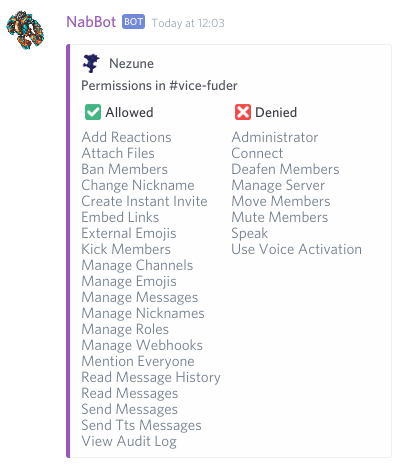 NabBot BOT Today at 12:03
Nezune
Permissions in #vice-fuder
Allowed
Add Reactions
Attach Files
Ban Members
Change Nickname
Create Instant Invite
Embed Links
External Emojis
Kick Members
Manage Channels
Manage Emojis
Manage Messages
Manage Nicknames
Manage Roles
Manage Webhooks
Mention Everyone
Read Message History
Read Messages
Send Messages
Send Tts Messages
View Audit Log
Denied
Administrator
Connect
Deafen Members
Manage Server
Move Members
Mute Members
Speak
Use Voice Activation